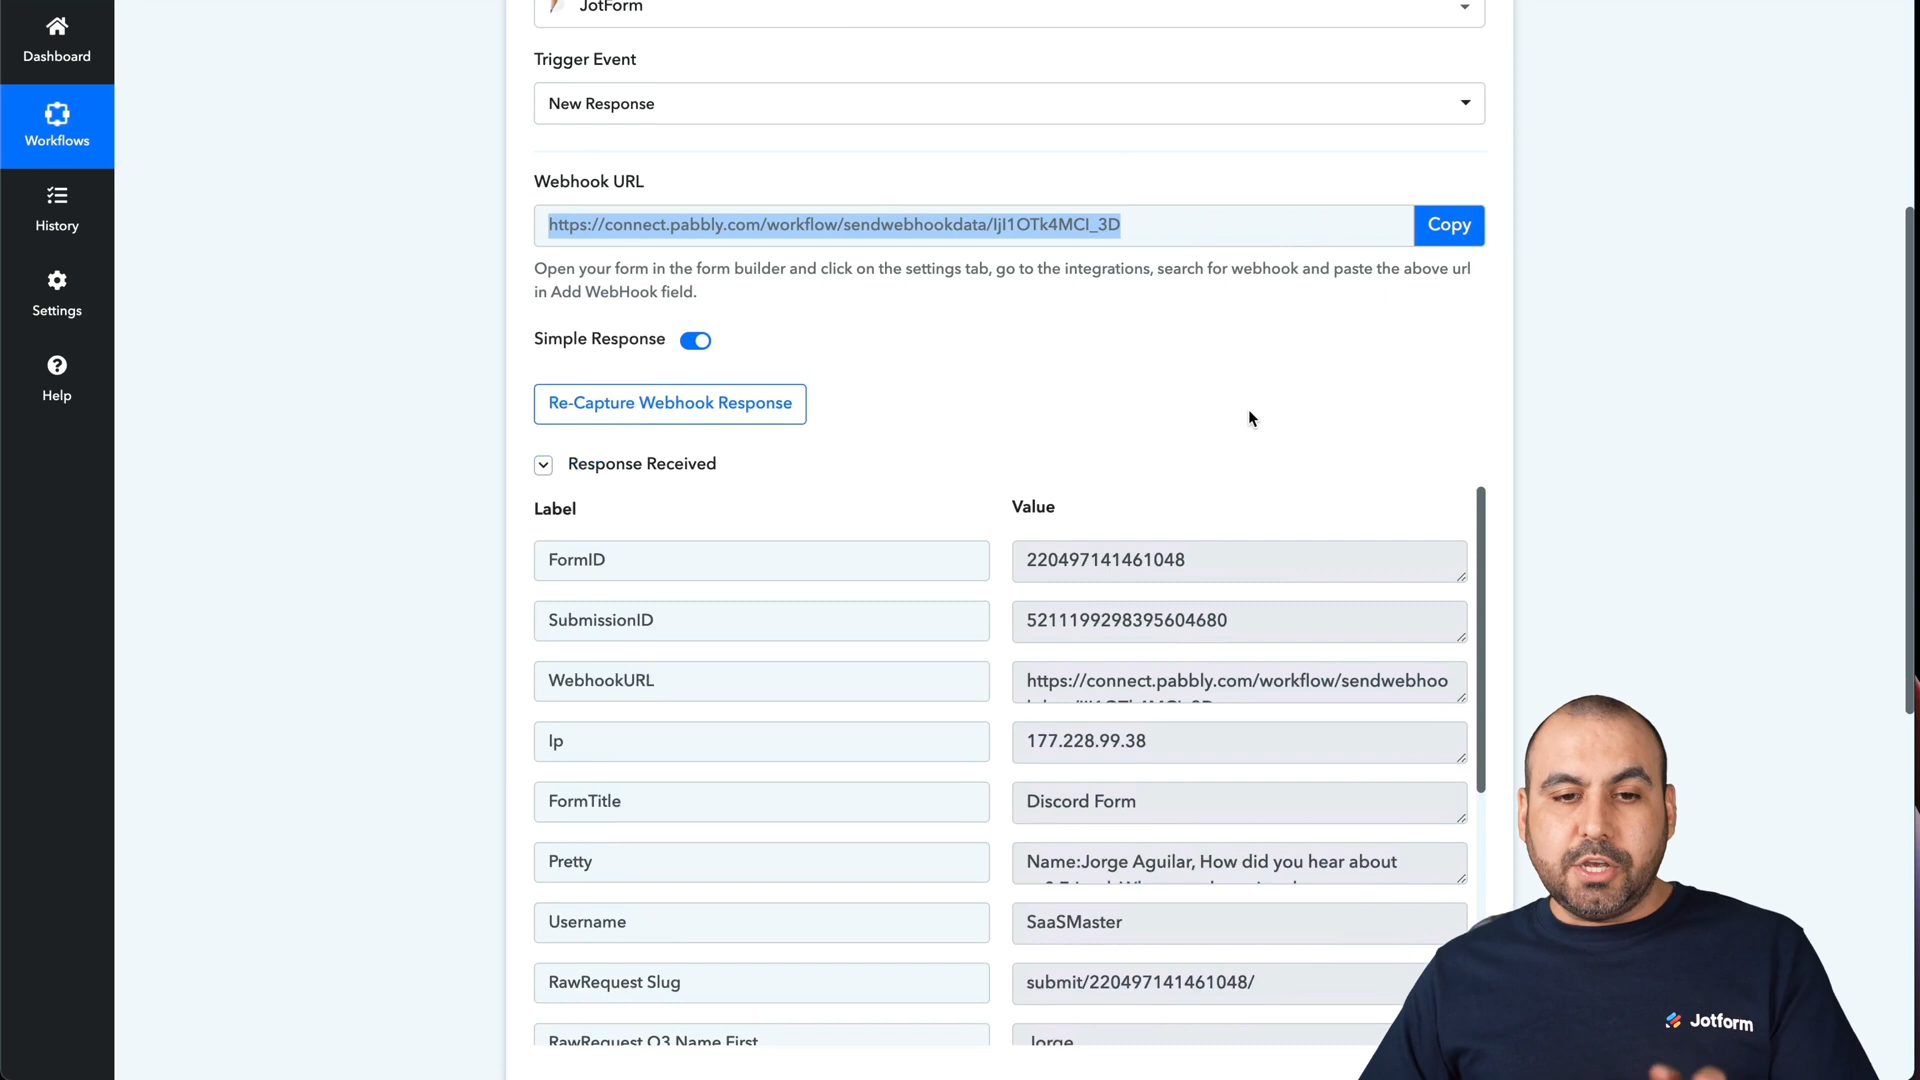 JotForm
Dashboard
Trigger Event
New Response
Workflows
Webhook URL
https://connect.pabbly.com/workflow/sendwebhookdata/IjI1OTk4MCI_3D
Copy
History
Open your form in the form builder and click on the settings tab, go to the integrations, search for webhook and paste the above url
in Add WebHook field.
Settings
Simple Response
Help
Re-Capture Webhook Response
Response Received
Label
Value
FormID
220497141461048
SubmissionID
5211199298395604680
WebhookURL
https://connect.pabbly.com/workflow/sendwebhoo
Ip
177.228.99.38
FormTitle
Discord Form
Pretty
Name:Jorge Aguilar, How did you hear about
Username
SaaSMaster
RawRequest Slug
submit/220497141461048/
RawRequest Q3 Name First
Jorge
Jotform